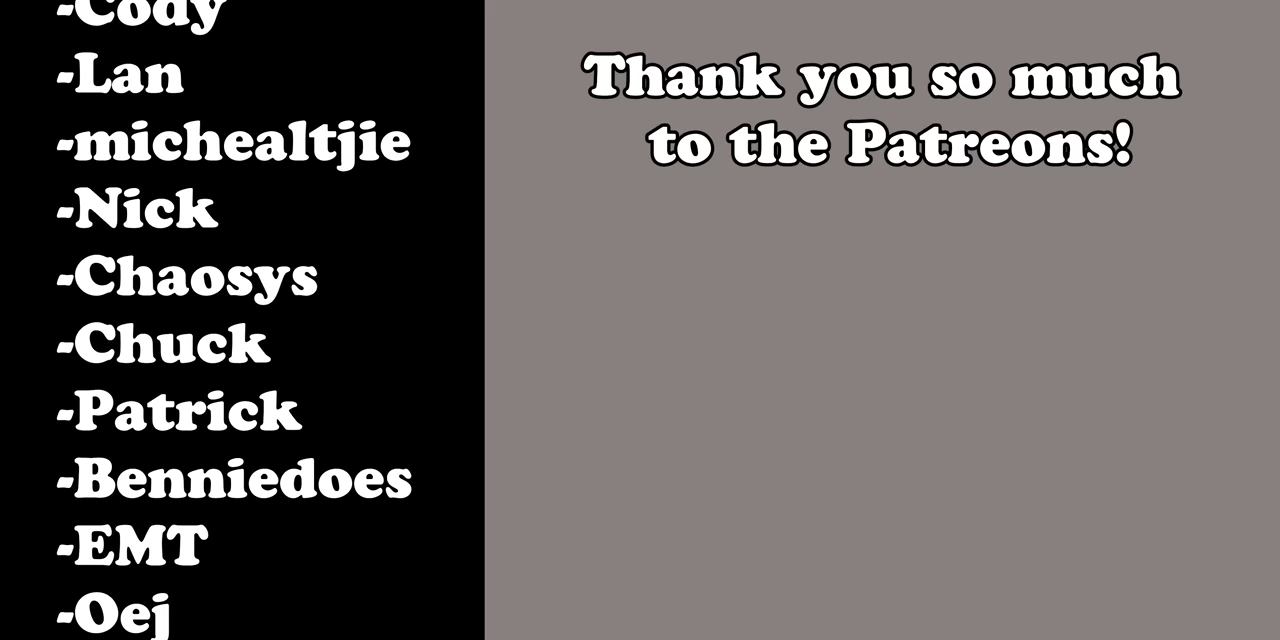 -Cody
-Lan
-michealtjie
-Nick
-Chaosys
-Chuck
-Patrick
-Benniedoes
-EMT
-Oej
Thank you so much
to the Patreons!